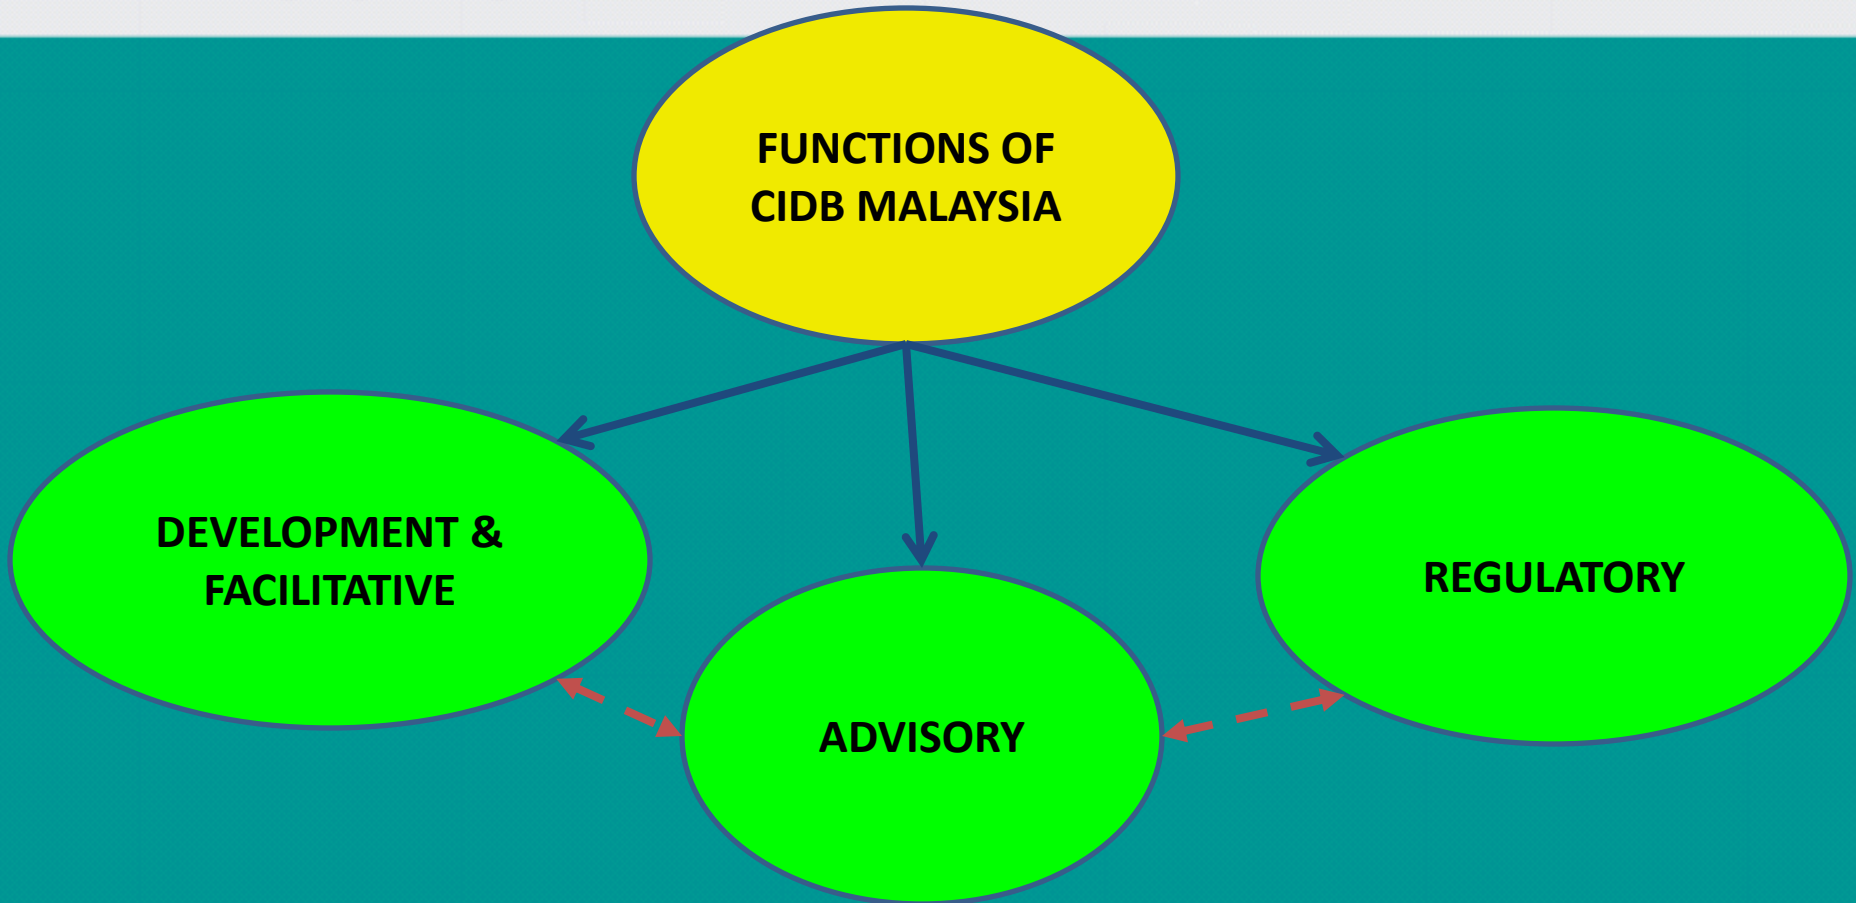 FUNCTIONS OF
CIDB MALAYSIA
DEVELOPMENT &
FACILITATIVE
REGULATORY
ADVISORY